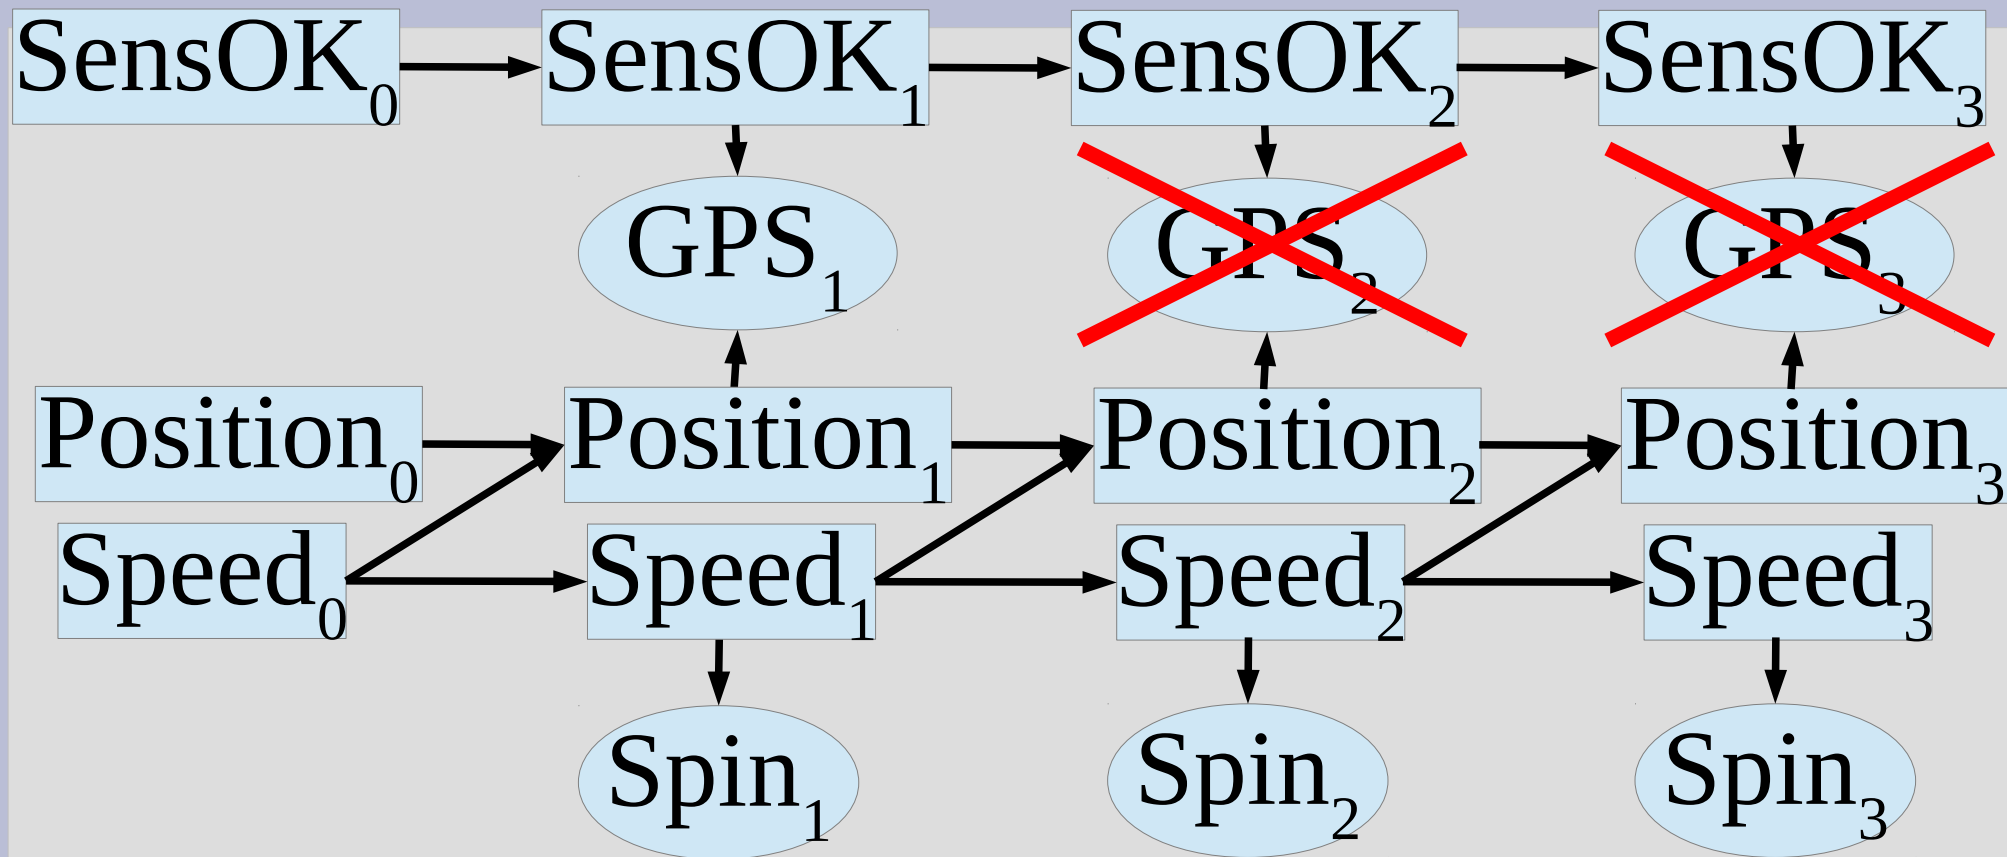 SensOK0 SensOK1 SensOK2 SensOK3
GPS1 GPS2 GPS3
Position0 Position1 Position2 Position3
Speed0 Speed1 Speed2 Speed3
Spin1 Spin2 Spin3